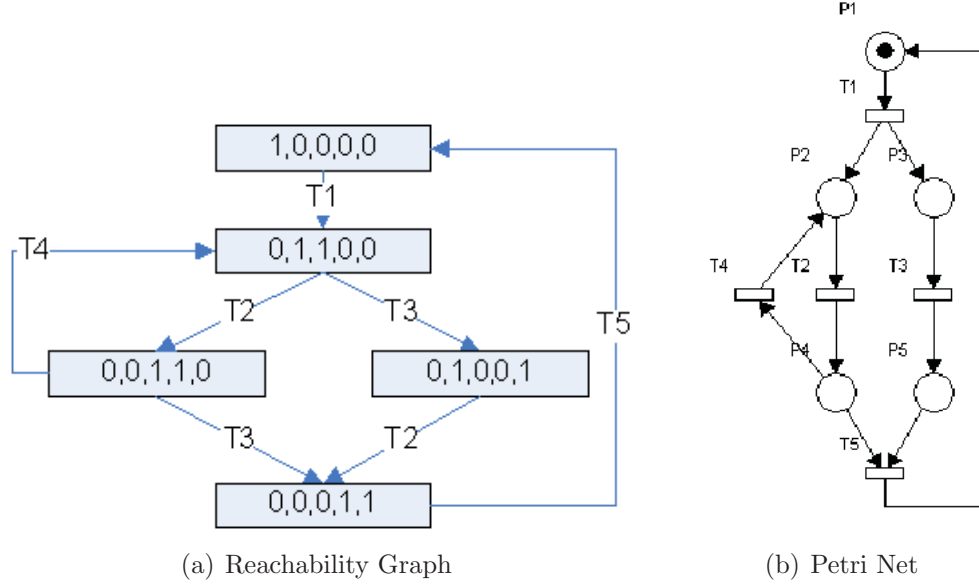 1,0,0,0,0
T1
0,1,1,0,0
T4
T2 T3
0,0,1,1,0 0,1,0,0,1
T5
T3 T2
0,0,0,1,1
(a) Reachability Graph
P1
T1
P2 P3
T4 T2 T3
P4 P5
T5
(b) Petri Net